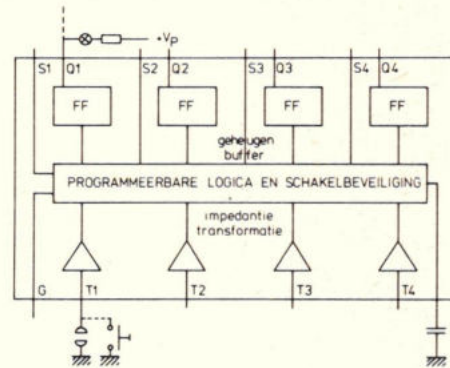 +Vp
S1 Q1 S2 Q2 S3 Q3 S4 Q4
FF FF FF FF
geheugen
buffer
PROGRAMMEERBARE LOGICA EN SCHAKELBEVEILIGING
impedantie
transformatie
G T1 T2 T3 T4